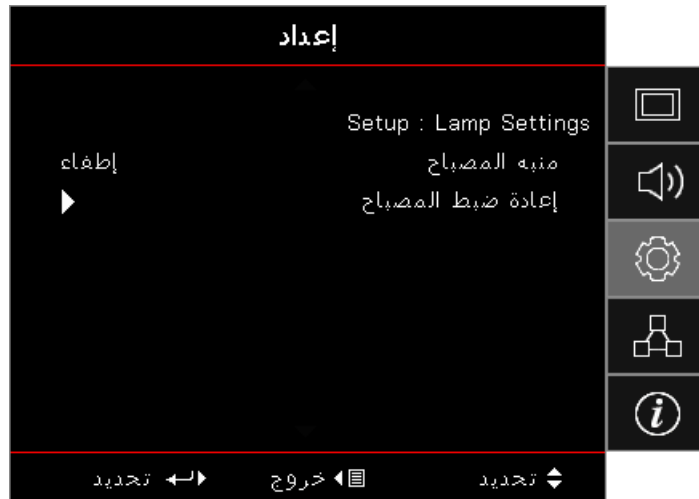 إعداد
Setup : Lamp Settings
منبه المصباح إطفاء
إعادة ضبط المصباح
تحديد خروج تحديد